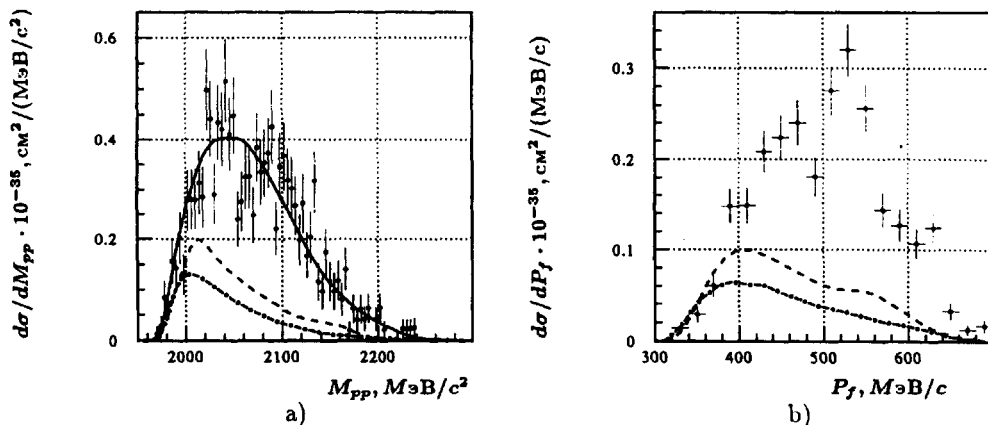 dσ/dM_pp · 10^-35, см²/(МэВ/c²)
0.6
0.4
0.2
0
2000
2100
2200
M_pp, МэВ/c²
a)
dσ/dP_f · 10^-35, см²/(МэВ/c)
0.3
0.2
0.1
0
300
400
500
600
P_f, МэВ/c
b)